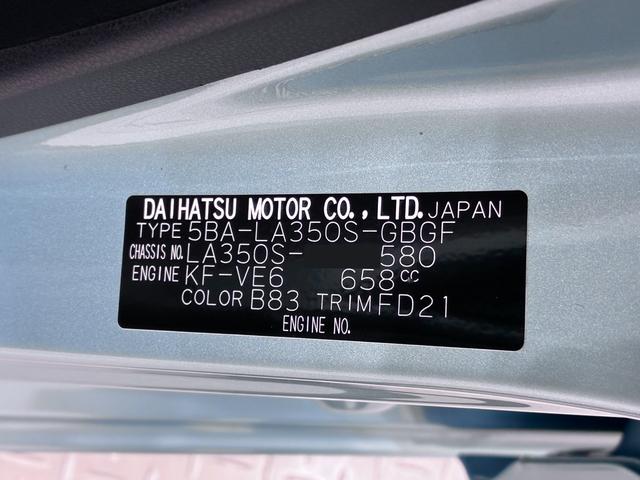 DAIHATSU MOTOR CO., LTD. JAPAN
TYPE 5BA-LA350S-GBGF
CHASSIS NO. LA350S- 580
ENGINE KF-VE6 658cc
COLOR B83 TRIM FD21
ENGINE NO.